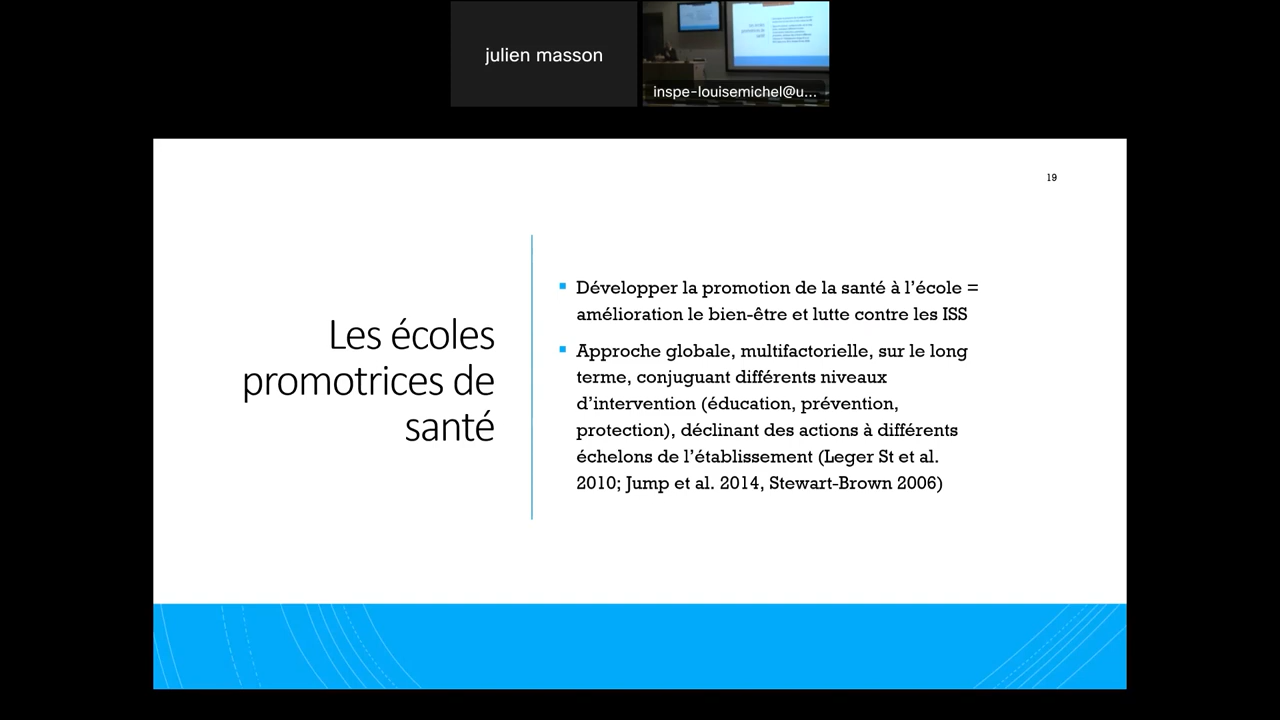 julien masson
inspe-louisemichel@u...
19
Les écoles
promotrices de
santé
Développer la promotion de la santé à l'école =
amélioration le bien-être et lutte contre les ISS
Approche globale, multifactorielle, sur le long
terme, conjuguant différents niveaux
d'intervention (éducation, prévention,
protection), déclinant des actions à différents
échelons de l'établissement (Leger St et al.
2010; Jump et al. 2014, Stewart-Brown 2006)